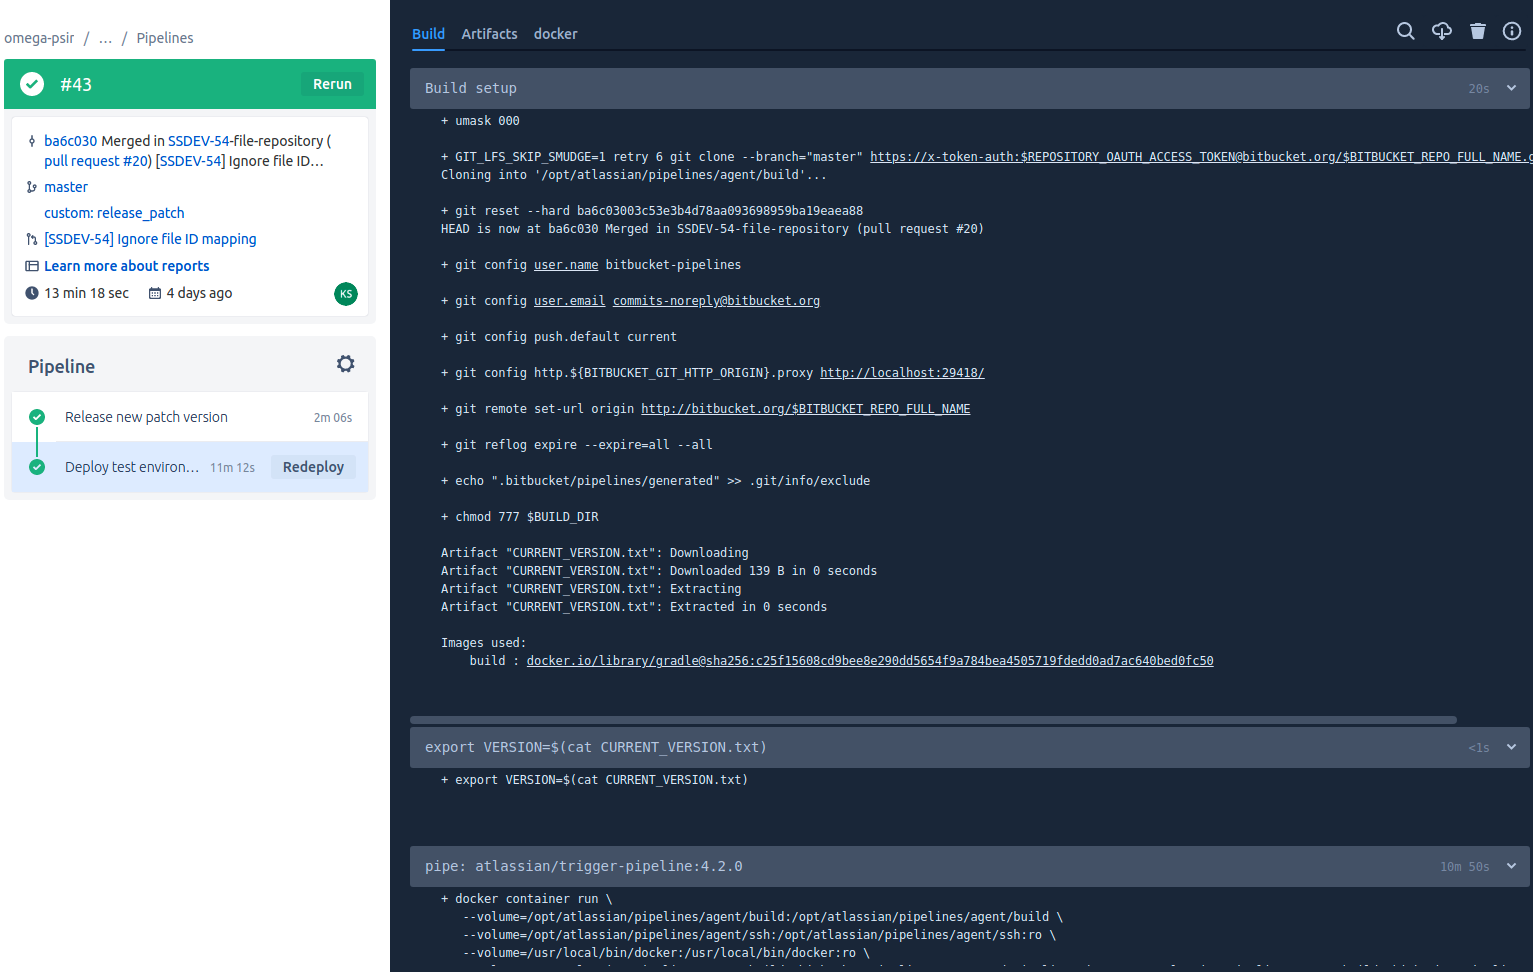 omega-psir / ... / Pipelines
#43 Rerun
ba6c030 Merged in SSDEV-54-file-repository (
pull request #20) [SSDEV-54] Ignore file ID...
master
custom: release_patch
[SSDEV-54] Ignore file ID mapping
Learn more about reports
13 min 18 sec 4 days ago KS
Pipeline
Release new patch version 2m 06s
Deploy test environ... 11m 12s Redeploy
Build Artifacts docker
Build setup 20s
+ umask 000
+ GIT_LFS_SKIP_SMUDGE=1 retry 6 git clone --branch="master" https://x-token-auth:$REPOSITORY_OAUTH_ACCESS_TOKEN@bitbucket.org/$BITBUCKET_REPO_FULL_NAME.g
Cloning into '/opt/atlassian/pipelines/agent/build'...
+ git reset --hard ba6c03003c53e3b4d78aa093698959ba19eaea88
HEAD is now at ba6c030 Merged in SSDEV-54-file-repository (pull request #20)
+ git config user.name bitbucket-pipelines
+ git config user.email commits-noreply@bitbucket.org
+ git config push.default current
+ git config http.${BITBUCKET_GIT_HTTP_ORIGIN}.proxy http://localhost:29418/
+ git remote set-url origin http://bitbucket.org/$BITBUCKET_REPO_FULL_NAME
+ git reflog expire --expire=all --all
+ echo ".bitbucket/pipelines/generated" >> .git/info/exclude
+ chmod 777 $BUILD_DIR
Artifact "CURRENT_VERSION.txt": Downloading
Artifact "CURRENT_VERSION.txt": Downloaded 139 B in 0 seconds
Artifact "CURRENT_VERSION.txt": Extracting
Artifact "CURRENT_VERSION.txt": Extracted in 0 seconds
Images used:
build : docker.io/library/gradle@sha256:c25f15608cd9bee8e290dd5654f9a784bea4505719fdedd0ad7ac640bed0fc50
export VERSION=$(cat CURRENT_VERSION.txt) <1s
+ export VERSION=$(cat CURRENT_VERSION.txt)
pipe: atlassian/trigger-pipeline:4.2.0 10m 50s
+ docker container run \
--volume=/opt/atlassian/pipelines/agent/build:/opt/atlassian/pipelines/agent/build \
--volume=/opt/atlassian/pipelines/agent/ssh:/opt/atlassian/pipelines/agent/ssh:ro \
--volume=/usr/local/bin/docker:/usr/local/bin/docker:ro \